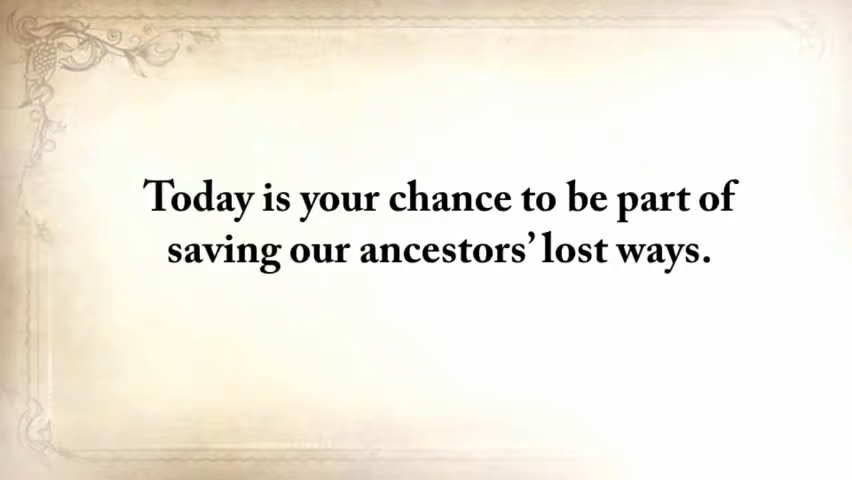 Today is your chance to be part of
saving our ancestors’ lost ways.